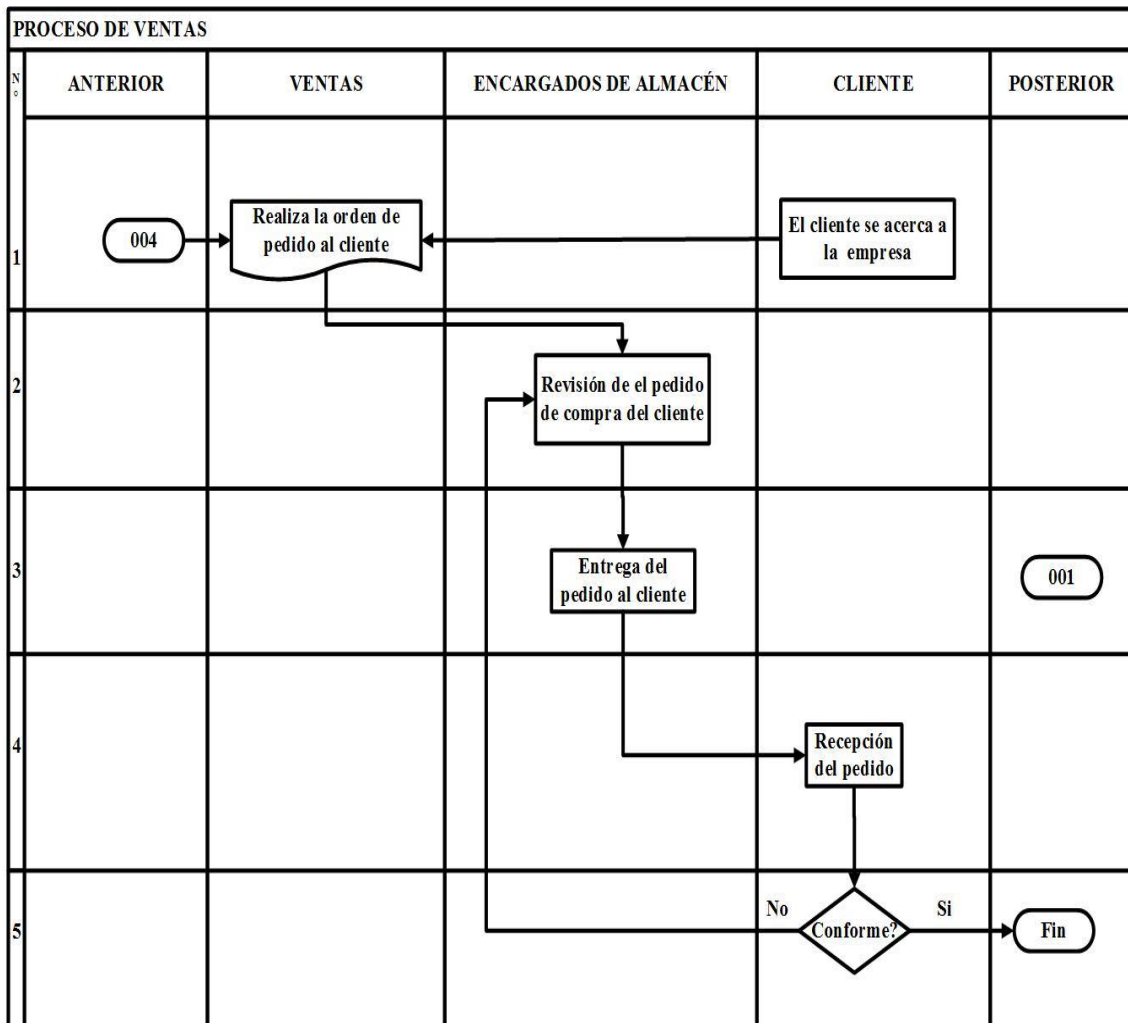 PROCESO DE VENTAS
N°
ANTERIOR
VENTAS
ENCARGADOS DE ALMACÉN
CLIENTE
POSTERIOR
1
004
Realiza la orden de
pedido al cliente
El cliente se acerca a
la empresa
2
Revisión de el pedido
de compra del cliente
3
Entrega del
pedido al cliente
001
4
Recepción
del pedido
5
No
Conforme?
Si
Fin